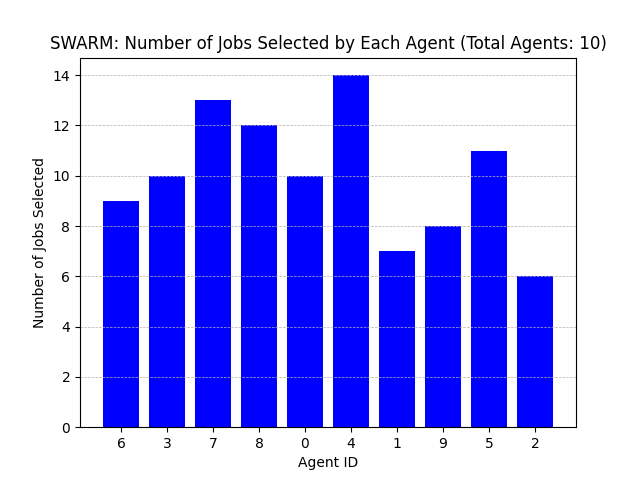 SWARM: Number of Jobs Selected by Each Agent (Total Agents: 10)
14
12
10
8
6
4
2
0
Number of Jobs Selected
6 3 7 8 0 4 1 9 5 2
Agent ID